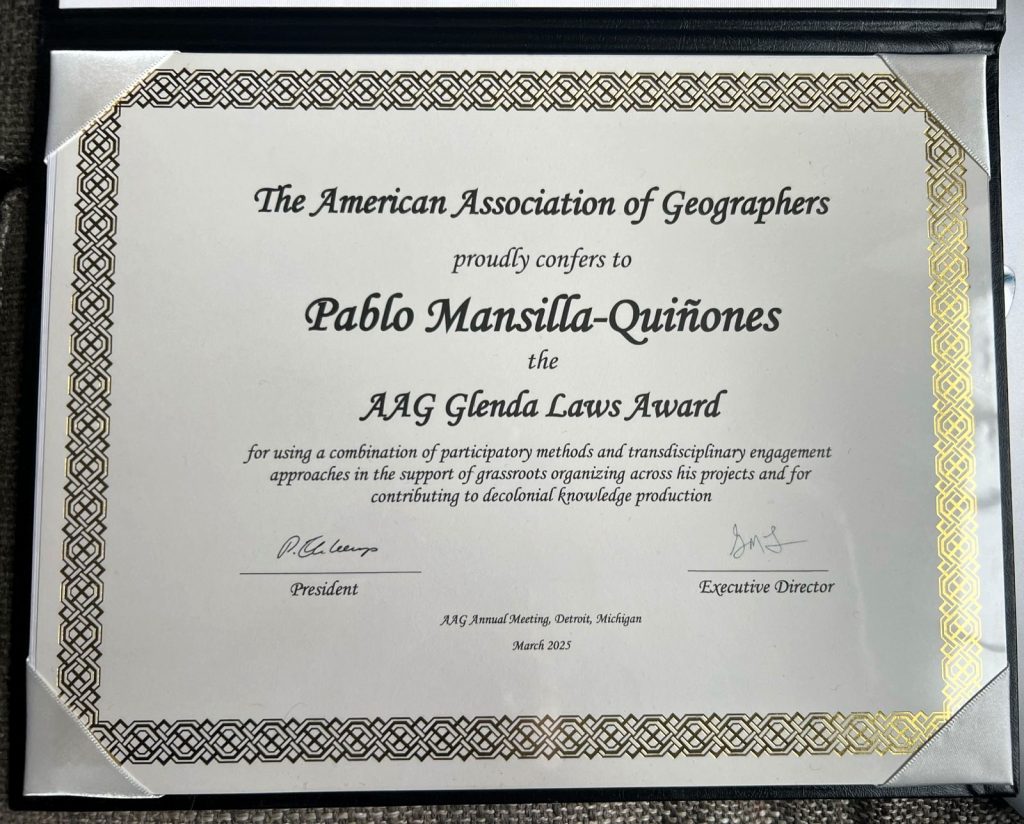 The American Association of Geographers
proudly confers to
Pablo Mansilla-Quiñones
the
AAG Glenda Laws Award
for using a combination of participatory methods and transdisciplinary engagement
approaches in the support of grassroots organizing across his projects and for
contributing to decolonial knowledge production
President
Executive Director
AAG Annual Meeting, Detroit, Michigan
March 2025